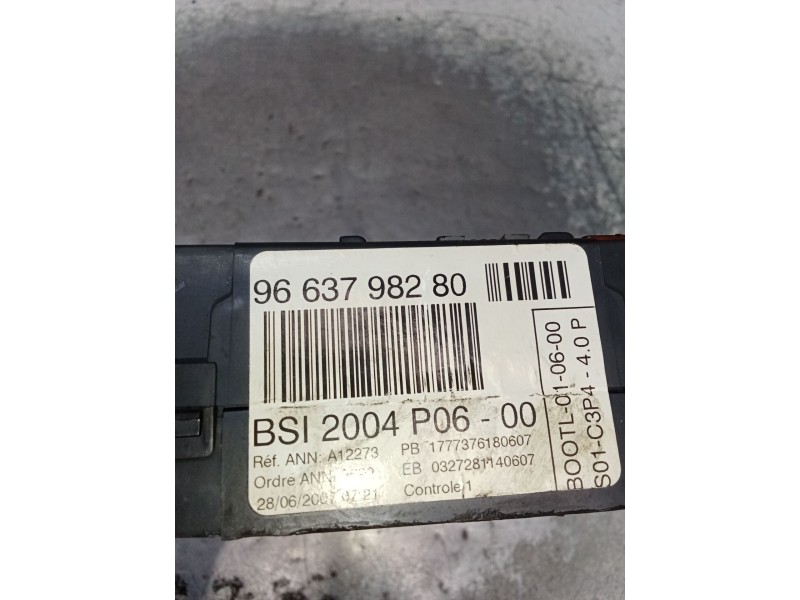 96 637 982 80
BSI 2004 P06 - 00
Réf. ANN: A12273 PB 1777376180607
Ordre ANN: EB 0327281140607
28/06/2007 07:21 Controle 1
BOOTL-01-06-00
S01-C3P4 - 4.0 P